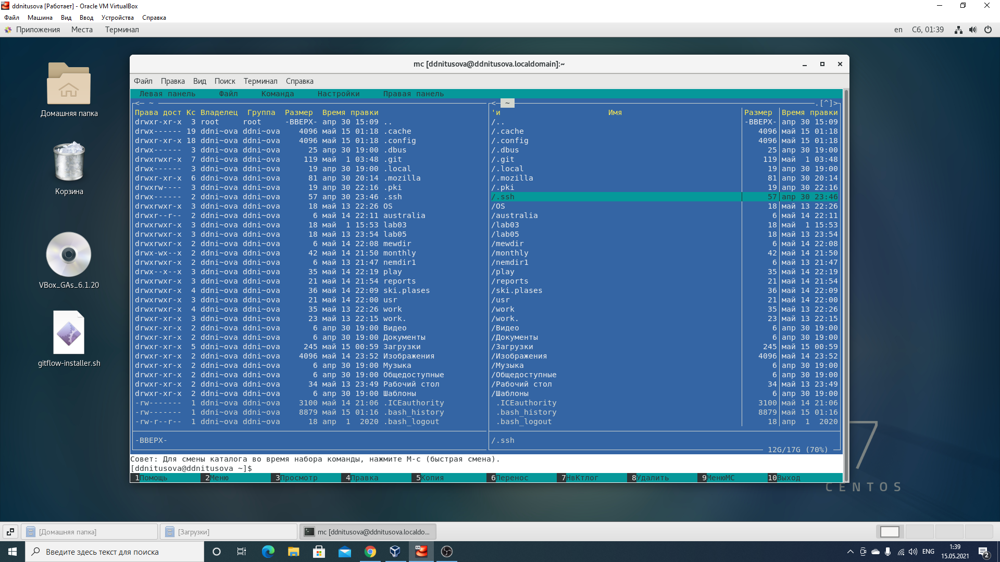 ddnitusova [Работает] - Oracle VM VirtualBox
Файл Машина Вид Ввод Устройства Справка
Приложения Места Терминал en Сб, 01:39
Домашняя папка
Корзина
VBox_GAs_6.1.20
gitflow-installer.sh
mc [ddnitusova@ddnitusova.localdomain]:~
Файл Правка Вид Поиск Терминал Справка
Левая панель Файл Команда Настройки Правая панель
<─ ~ <─ ~ .[^]>
Права дост Кс Владелец Группа Размер Время правки 'и Имя Размер Время правки
drwxr-xr-x 3 root root -ВВЕРХ- апр 30 15:09 .. /.. -ВВЕРХ- апр 30 15:09
drwx------ 19 ddni~ova ddni~ova 4096 май 15 01:18 .cache /.cache 4096 май 15 01:18
drwxr-xr-x 18 ddni~ova ddni~ova 4096 май 15 01:18 .config /.config 4096 май 15 01:18
drwx------ 3 ddni~ova ddni~ova 25 апр 30 19:00 .dbus /.dbus 25 апр 30 19:00
drwxrwxr-x 7 ddni~ova ddni~ova 119 май 1 03:48 .git /.git 119 май 1 03:48
drwx------ 3 ddni~ova ddni~ova 19 апр 30 19:00 .local /.local 19 апр 30 19:00
drwxr-xr-x 6 ddni~ova ddni~ova 81 апр 30 20:14 .mozilla /.mozilla 81 апр 30 20:14
drwxrw---- 3 ddni~ova ddni~ova 19 апр 30 22:16 .pki /.pki 19 апр 30 22:16
drwx------ 2 ddni~ova ddni~ova 57 апр 30 23:46 .ssh /.ssh 57 апр 30 23:46
drwxrwxr-x 3 ddni~ova ddni~ova 18 май 13 22:26 OS /OS 18 май 13 22:26
drwxr--r-- 2 ddni~ova ddni~ova 6 май 14 22:11 australia /australia 6 май 14 22:11
drwxrwxr-x 3 ddni~ova ddni~ova 18 май 1 15:53 lab03 /lab03 18 май 1 15:53
drwxrwxr-x 3 ddni~ova ddni~ova 18 май 13 23:54 lab05 /lab05 18 май 13 23:54
drwxrwxr-x 2 ddni~ova ddni~ova 6 май 14 22:08 mewdir /mewdir 6 май 14 22:08
drwx-wx--x 2 ddni~ova ddni~ova 42 май 14 21:50 monthly /monthly 42 май 14 21:50
drwxrwxr-x 2 ddni~ova ddni~ova 6 май 13 21:47 nemdir1 /nemdir1 6 май 13 21:47
drwx--x--x 3 ddni~ova ddni~ova 35 май 14 22:19 play /play 35 май 14 22:19
drwxrwxr-x 3 ddni~ova ddni~ova 21 май 14 21:54 reports /reports 21 май 14 21:54
drwxrwxr-x 4 ddni~ova ddni~ova 36 май 14 22:09 ski.plases /ski.plases 36 май 14 22:09
drwxrwxr-x 3 ddni~ova ddni~ova 21 май 14 22:00 usr /usr 21 май 14 22:00
drwxrwxr-x 4 ddni~ova ddni~ova 35 май 13 22:26 work /work 35 май 13 22:26
drwxr-xr-x 3 ddni~ova ddni~ova 23 май 13 22:15 work. /work. 23 май 13 22:15
drwxr-xr-x 2 ddni~ova ddni~ova 6 апр 30 19:00 Видео /Видео 6 апр 30 19:00
drwxr-xr-x 2 ddni~ova ddni~ova 6 апр 30 19:00 Документы /Документы 6 апр 30 19:00
drwxr-xr-x 5 ddni~ova ddni~ova 245 май 15 00:59 Загрузки /Загрузки 245 май 15 00:59
drwxr-xr-x 2 ddni~ova ddni~ova 4096 май 14 23:52 Изображения /Изображения 4096 май 14 23:52
drwxr-xr-x 2 ddni~ova ddni~ova 6 апр 30 19:00 Музыка /Музыка 6 апр 30 19:00
drwxr-xr-x 2 ddni~ova ddni~ova 6 апр 30 19:00 Общедоступные /Общедоступные 6 апр 30 19:00
drwxr-xr-x 2 ddni~ova ddni~ova 34 май 13 23:49 Рабочий стол /Рабочий стол 34 май 13 23:49
drwxr-xr-x 2 ddni~ova ddni~ova 6 апр 30 19:00 Шаблоны /Шаблоны 6 апр 30 19:00
-rw------- 1 ddni~ova ddni~ova 3100 май 14 21:06 .ICEauthority .ICEauthority 3100 май 14 21:06
-rw------- 1 ddni~ova ddni~ova 8879 май 15 01:16 .bash_history .bash_history 8879 май 15 01:16
-rw-r--r-- 1 ddni~ova ddni~ova 18 апр 1 2020 .bash_logout .bash_logout 18 апр 1 2020
-ВВЕРХ- /.ssh
12G/17G (70%)
Совет: Для смены каталога во время набора команды, нажмите M-c (быстрая смена).
[ddnitusova@ddnitusova ~]$
1Помощь 2Меню 3Просмотр 4Правка 5Копия 6Перенос 7НвКтлог 8Удалить 9МенюМС 10Выход
7
CENTOS
[Домашняя папка] [Загрузки] mc [ddnitusova@ddnitusova.localdo...
Введите здесь текст для поиска ENG 1:39
15.05.2021 2